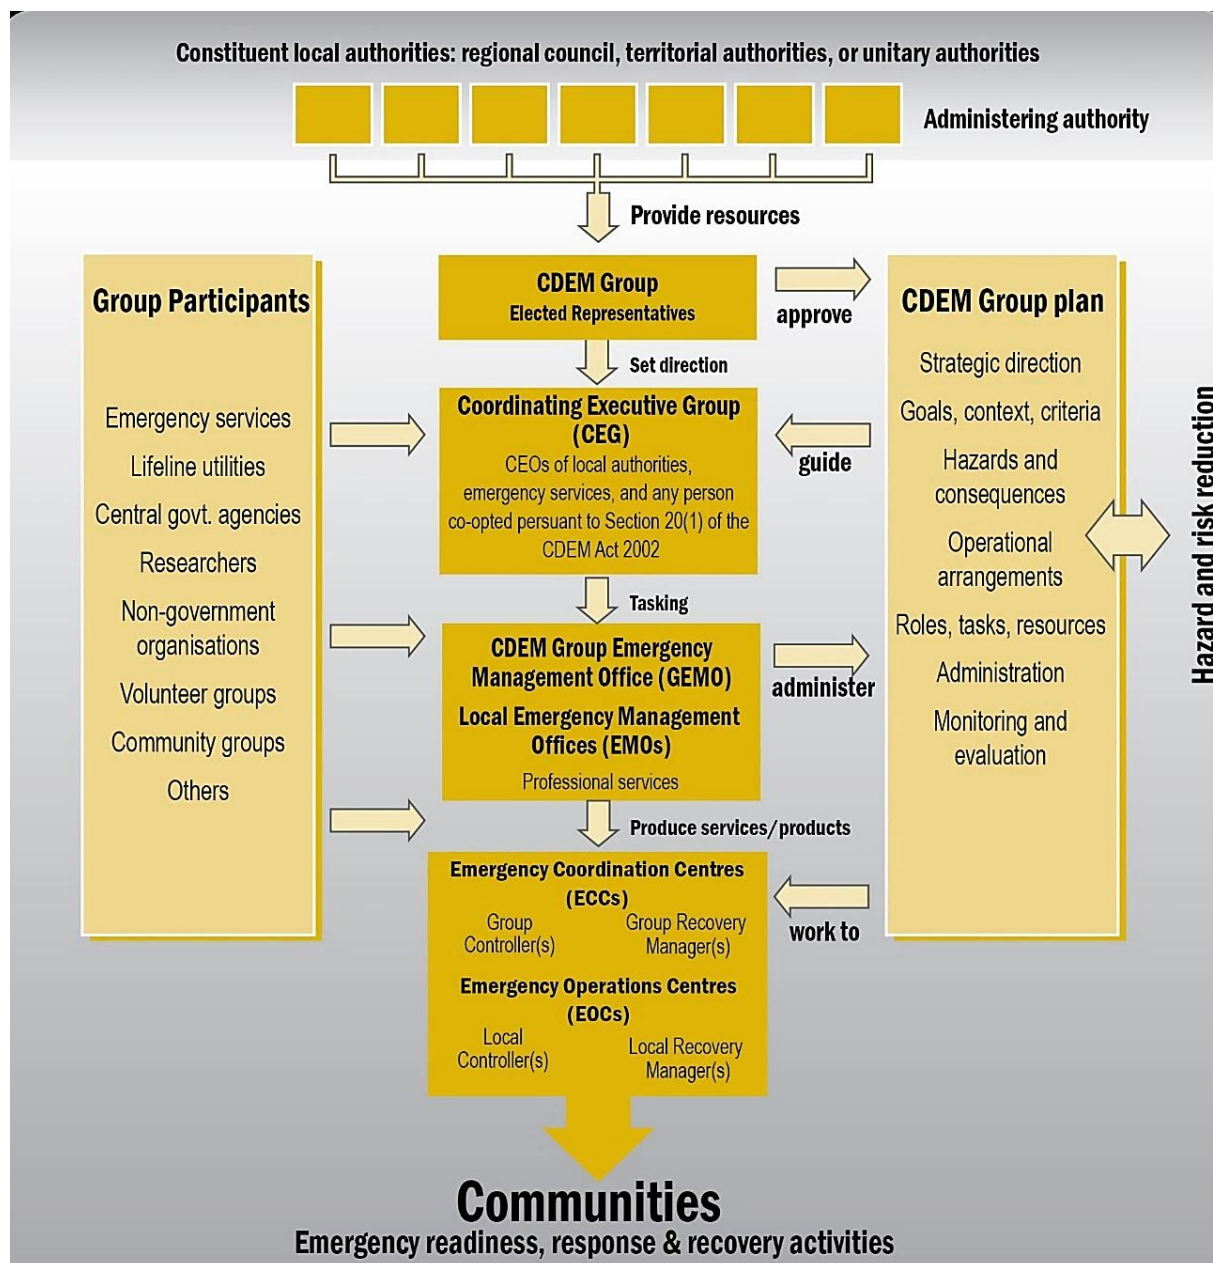 Constituent local authorities: regional council, territorial authorities, or unitary authorities
Administering authority
Provide resources
Group Participants
Emergency services
Lifeline utilities
Central govt. agencies
Researchers
Non-government
organisations
Volunteer groups
Community groups
Others
CDEM Group
Elected Representatives
approve
Set direction
Coordinating Executive Group
(CEG)
CEOs of local authorities,
emergency services, and any person
co-opted persuant to Section 20(1) of the
CDEM Act 2002
guide
Tasking
CDEM Group Emergency
Management Office (GEMO)
Local Emergency Management
Offices (EMOs)
Professional services
administer
Produce services/products
Emergency Coordination Centres
(ECCs)
Group
Controller(s)
Group Recovery
Manager(s)
Emergency Operations Centres
(EOCs)
Local
Controller(s)
Local Recovery
Manager(s)
work to
CDEM Group plan
Strategic direction
Goals, context, criteria
Hazards and
consequences
Operational
arrangements
Roles, tasks, resources
Administration
Monitoring and
evaluation
Hazard and risk reduction
Communities
Emergency readiness, response & recovery activities